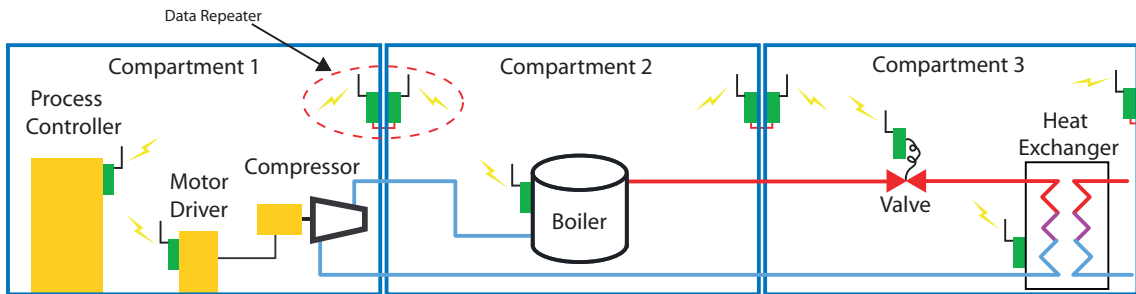 Data Repeater
Compartment 1
Compartment 2
Compartment 3
Process
Controller
Motor
Driver
Compressor
Boiler
Valve
Heat
Exchanger